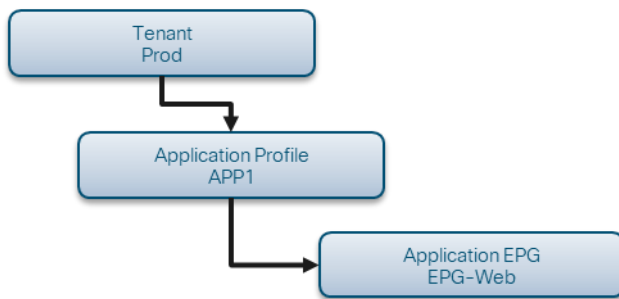 Tenant
Prod
Application Profile
APP1
Application EPG
EPG-Web